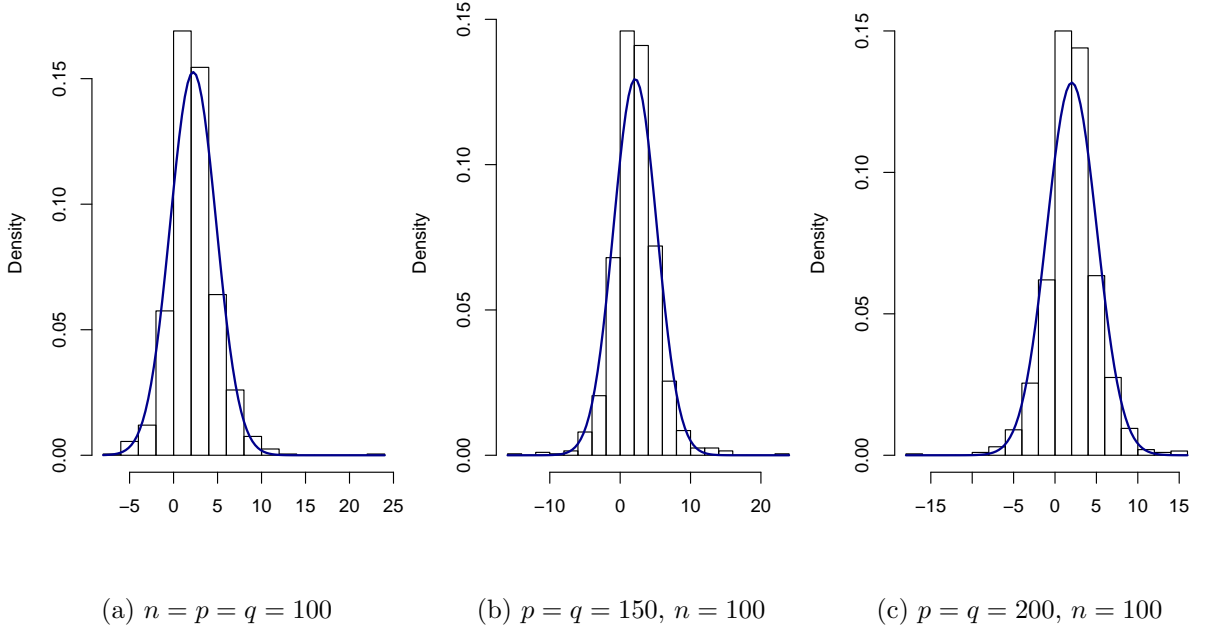 Density
0.00 0.05 0.10 0.15
−5 0 5 10 15 20 25
(a) n = p = q = 100
Density
0.00 0.05 0.10 0.15
−10 0 10 20
(b) p = q = 150, n = 100
Density
0.00 0.05 0.10 0.15
−15 −5 0 5 10 15
(c) p = q = 200, n = 100